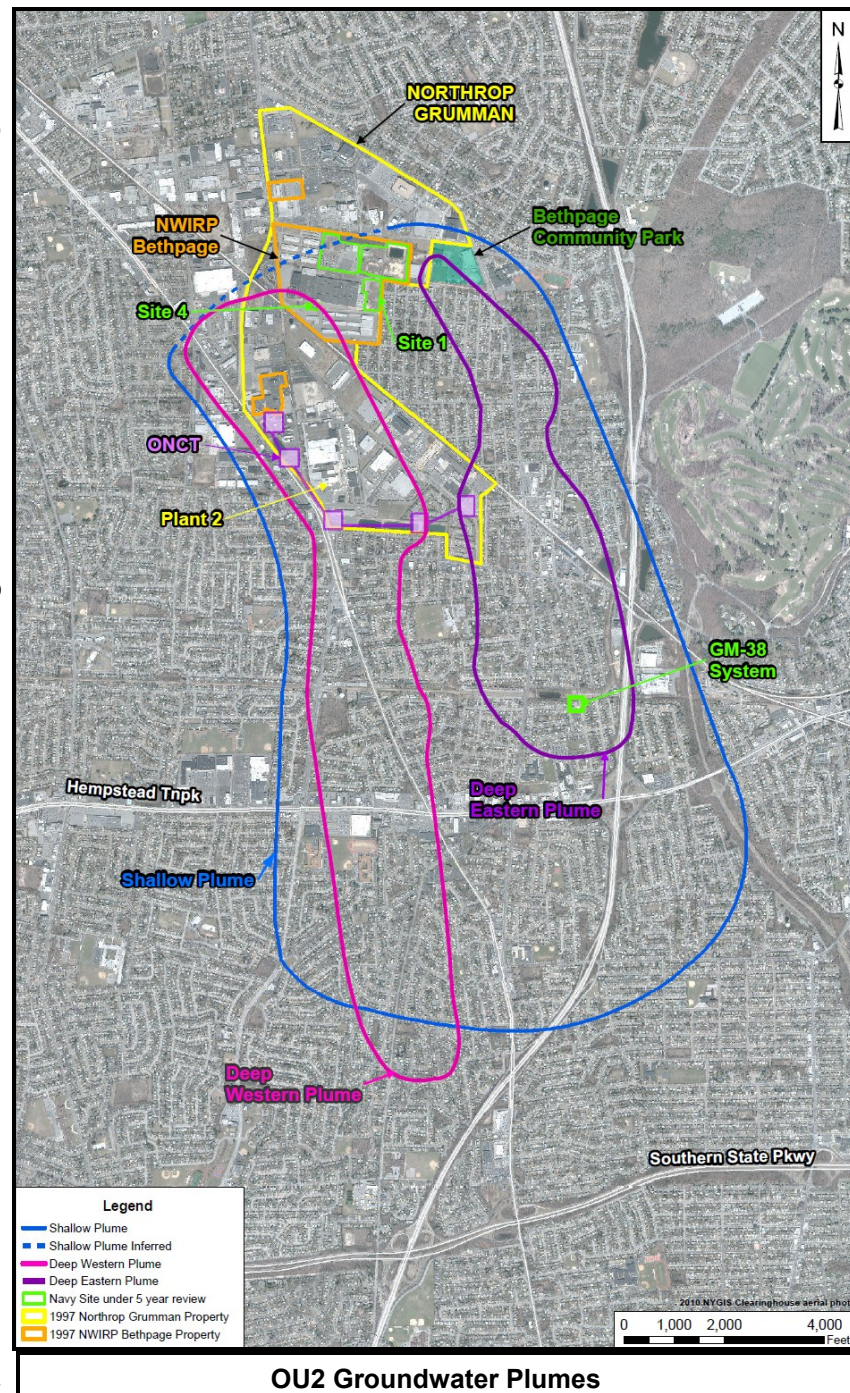 N
NORTHROP
GRUMMAN
Bethpage
Community Park
NWIRP
Bethpage
Site 4
Site 1
ONCT
Plant 2
GM-38
System
Hempstead Tnpk
Deep
Eastern Plume
Shallow Plume
Deep
Western Plume
Southern State Pkwy
Legend
Shallow Plume
Shallow Plume Inferred
Deep Western Plume
Deep Eastern Plume
Navy Site under 5 year review
1997 Northrop Grumman Property
1997 NWIRP Bethpage Property
2010 NYGIS Clearinghouse aerial phot
0 1,000 2,000 4,000
Feet
OU2 Groundwater Plumes